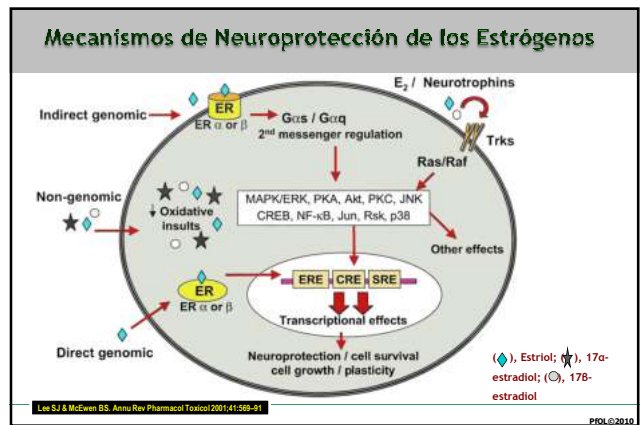 Mecanismos de Neuroprotección de los Estrógenos
E2 / Neurotrophins
Indirect genomic
ER
ER α or β
Gαs / Gαq
2nd messenger regulation
Trks
Ras/Raf
Non-genomic
↓ Oxidative
insults
MAPK/ERK, PKA, Akt, PKC, JNK
CREB, NF-κB, Jun, Rsk, p38
Other effects
ER
ER α or β
ERE CRE SRE
Transcriptional effects
Direct genomic
Neuroprotection / cell survival
cell growth / plasticity
( ), Estriol; ( ), 17α-
estradiol; ( ), 17β-
estradiol
Lee SJ & McEwen BS. Annu Rev Pharmacol Toxicol 2001;41:569–91
PfOL©2010